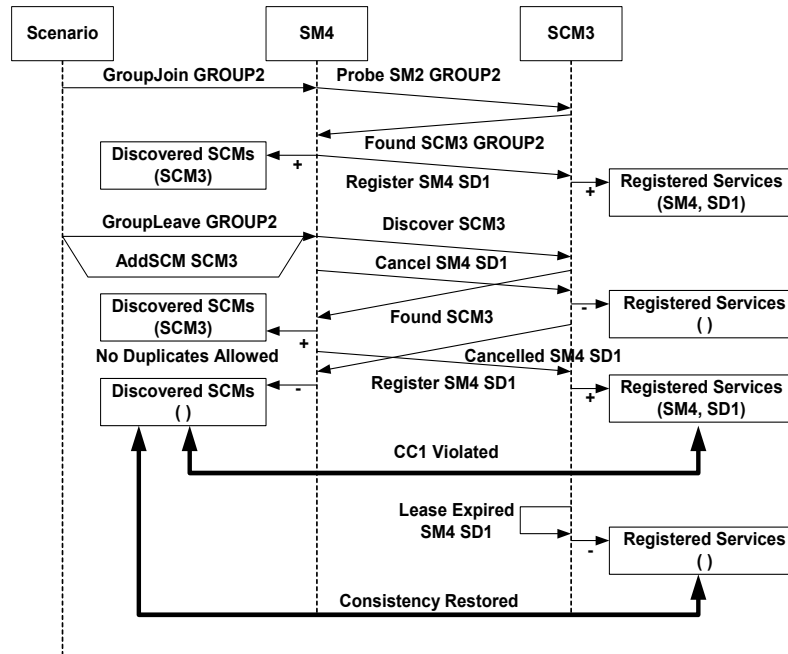 Scenario
SM4
SCM3
GroupJoin GROUP2
Probe SM2 GROUP2
Found SCM3 GROUP2
Discovered SCMs
(SCM3)
+
Register SM4 SD1
+
Registered Services
(SM4, SD1)
GroupLeave GROUP2
Discover SCM3
AddSCM SCM3
Cancel SM4 SD1
Discovered SCMs
(SCM3)
+
Found SCM3
-
Registered Services
( )
No Duplicates Allowed
Cancelled SM4 SD1
Discovered SCMs
( )
-
Register SM4 SD1
+
Registered Services
(SM4, SD1)
CC1 Violated
Lease Expired
SM4 SD1
-
Registered Services
( )
Consistency Restored